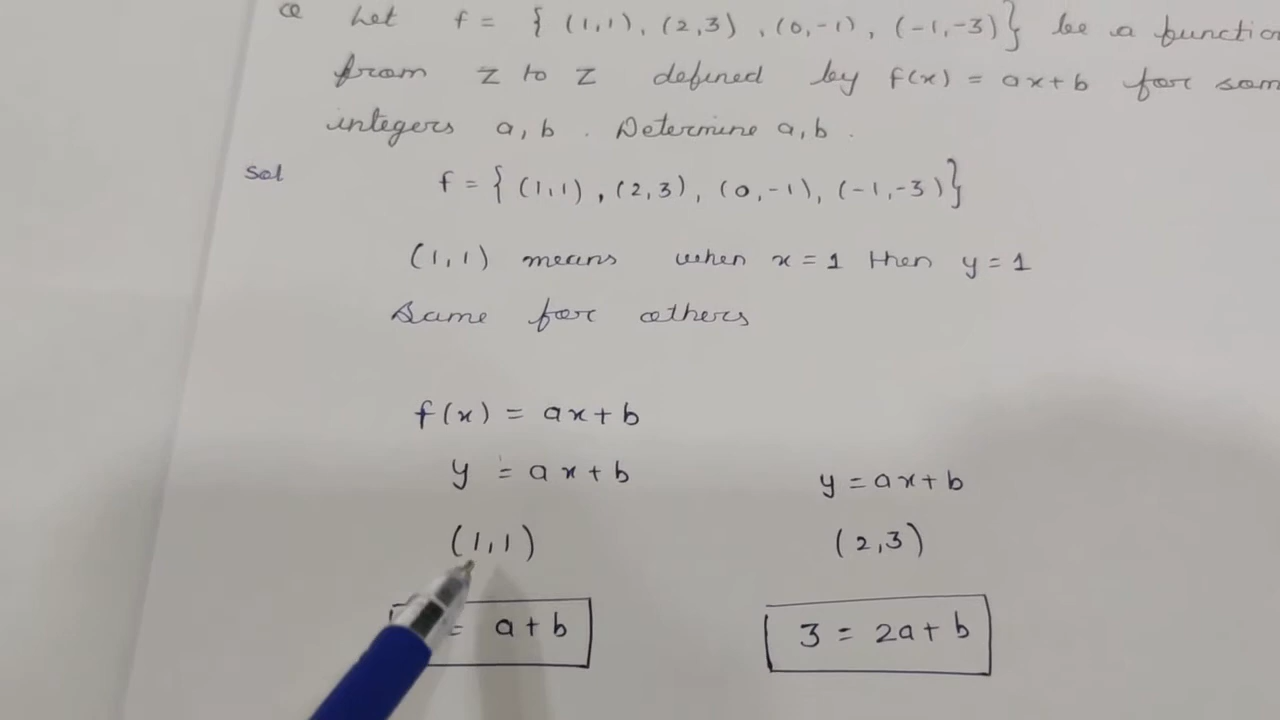 Q Let f = { (1,1), (2,3), (0,-1), (-1,-3)} be a functio
from Z to Z defined by f(x) = ax+b for som
integers a, b. Determine a, b.
Sol f = { (1,1), (2,3), (0,-1), (-1,-3)}
(1,1) means when x = 1 then y = 1
Same for others
f(x) = ax+b
y = ax+b
(1,1)
= a+b
y = ax+b
(2,3)
3 = 2a+b